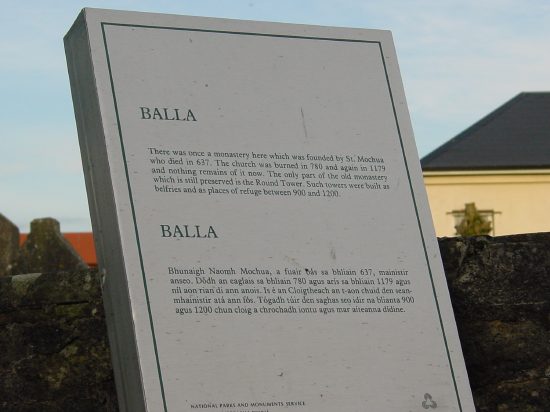 BALLA
There was once a monastery here which was founded by St. Mochua
who died in 637. The church was burned in 780 and again in 1179
and nothing remains of it now. The only part of the old monastery
which is still preserved is the Round Tower. Such towers were built as
belfries and as places of refuge between 900 and 1200.
BALLA
Bhunaigh Naomh Mochua, a fuair bás sa bhliain 637, mainistir
anseo. Dódh an eaglais sa bhliain 780 agus arís sa bhliain 1179 agus
níl aon rian di ann anois. Is é an Cloigtheach an t-aon chuid den sean-
mhainistir atá ann fós. Tógadh túir den saghas seo idir na blianta 900
agus 1200 chun cloig a chrochadh iontu agus mar áiteanna dídine.
NATIONAL PARKS AND MONUMENTS SERVICE